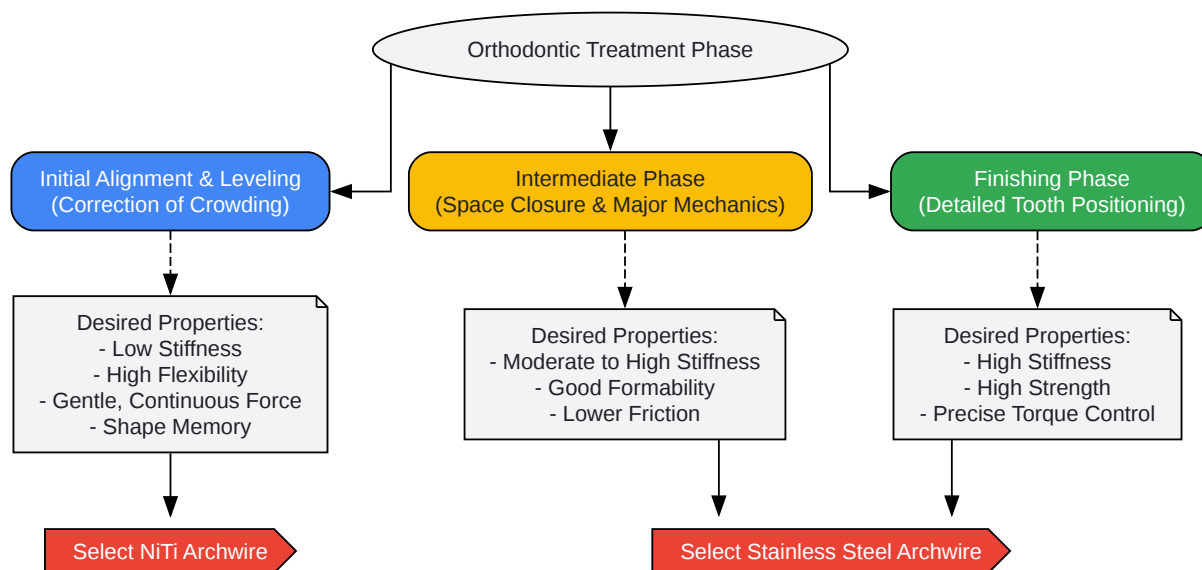 Orthodontic Treatment Phase
Initial Alignment & Leveling
(Correction of Crowding)
Intermediate Phase
(Space Closure & Major Mechanics)
Finishing Phase
(Detailed Tooth Positioning)
Desired Properties:
- Low Stiffness
- High Flexibility
- Gentle, Continuous Force
- Shape Memory
Desired Properties:
- Moderate to High Stiffness
- Good Formability
- Lower Friction
Desired Properties:
- High Stiffness
- High Strength
- Precise Torque Control
Select NiTi Archwire
Select Stainless Steel Archwire